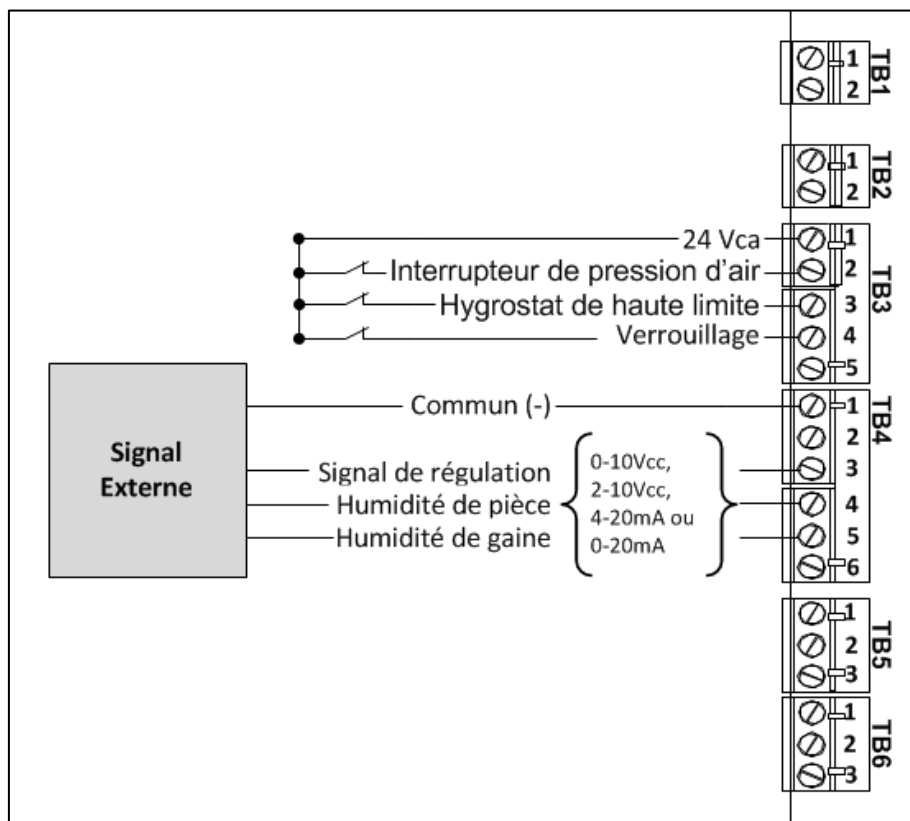 1
2
TB1
1
2
TB2
24 Vca
1
Interrupteur de pression d'air
2
Hygrostat de haute limite
3
Verrouillage
4
5
TB3
Signal
Externe
Commun (-)
1
2
Signal de régulation
3
Humidité de pièce
4
Humidité de gaine
5
6
0-10Vcc,
2-10Vcc,
4-20mA ou
0-20mA
TB4
1
2
3
TB5
1
2
3
TB6